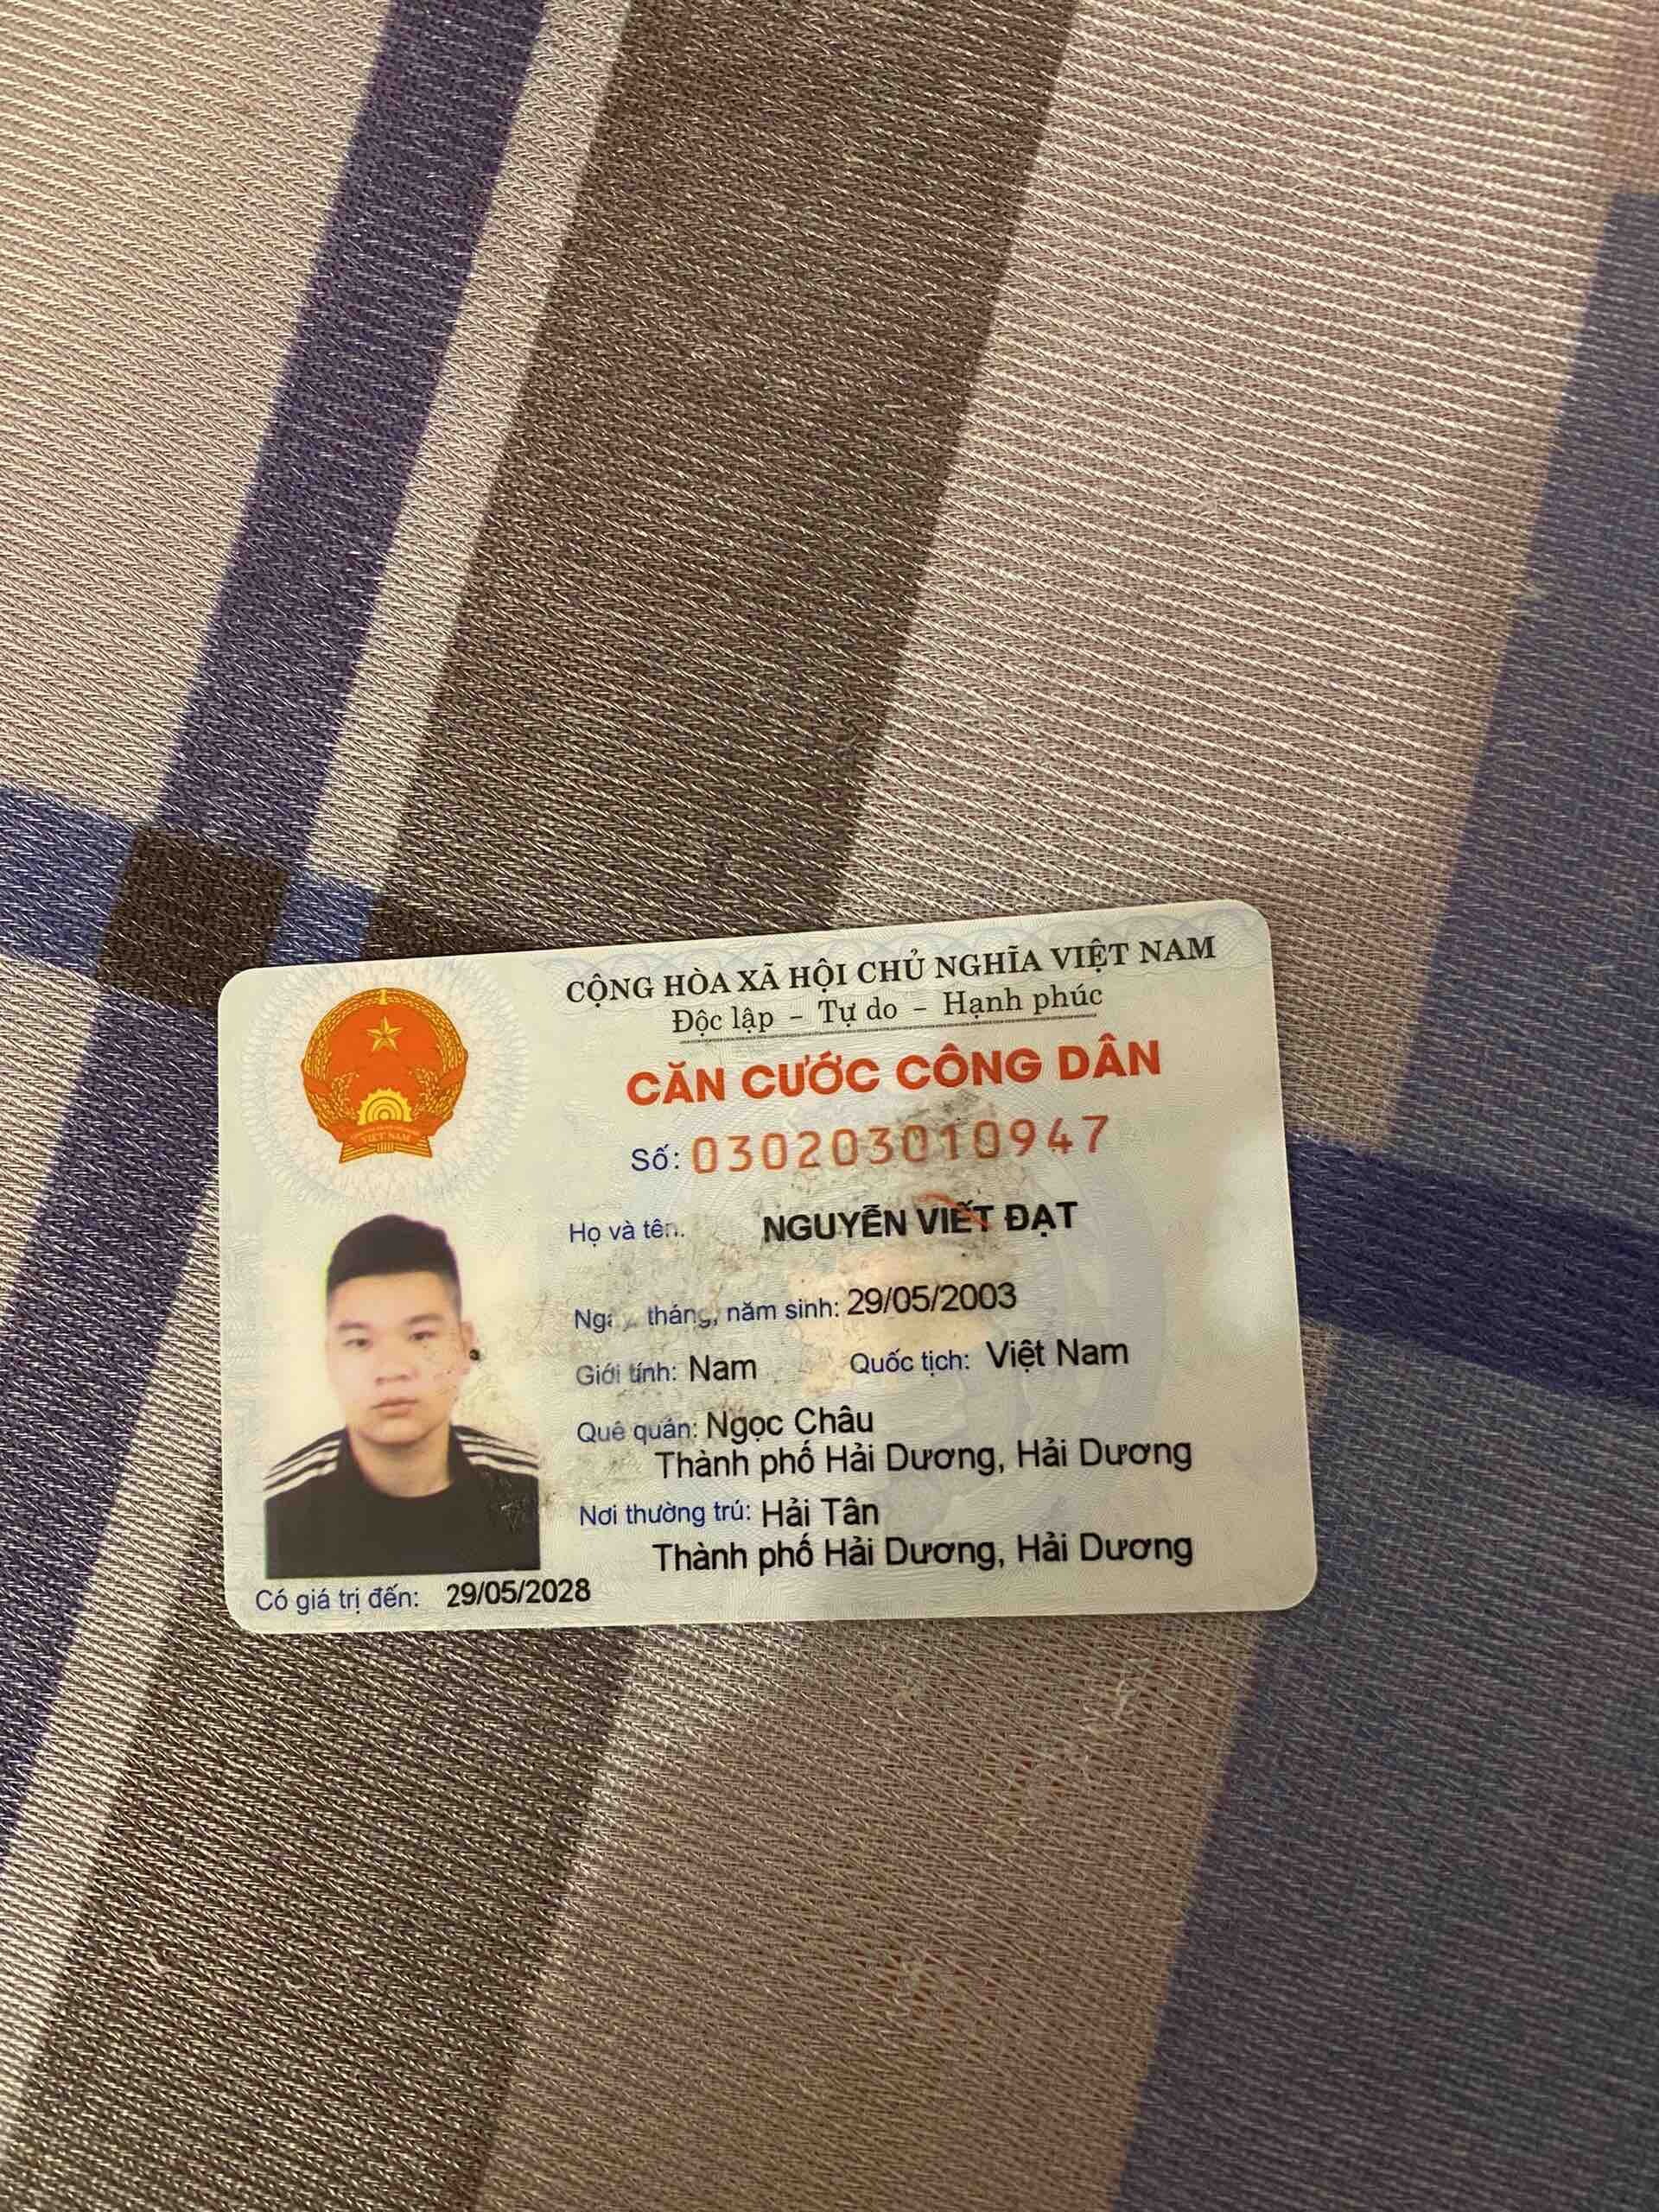 CỘNG HÒA XÃ HỘI CHỦ NGHĨA VIỆT NAM
Độc lập – Tự do – Hạnh phúc
CĂN CƯỚC CÔNG DÂN
Số: 030203010947
Họ và tên: NGUYỄN VIẾT ĐẠT
tháng, năm sinh: 29/05/2003
Giới tính: Nam Quốc tịch: Việt Nam
Quê quán: Ngọc Châu
Thành phố Hải Dương, Hải Dương
Nơi thường trú: Hải Tân
Thành phố Hải Dương, Hải Dương
Có giá trị đến: 29/05/2028
VIỆT NAM